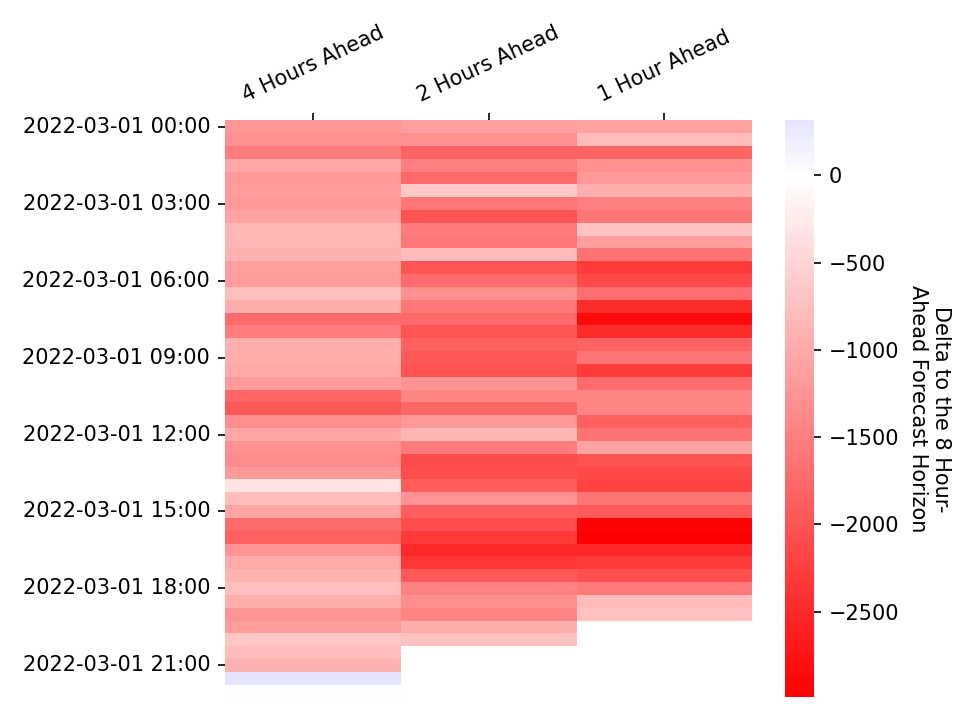 4 Hours Ahead
2 Hours Ahead
1 Hour Ahead
2022-03-01 00:00
2022-03-01 03:00
2022-03-01 06:00
2022-03-01 09:00
2022-03-01 12:00
2022-03-01 15:00
2022-03-01 18:00
2022-03-01 21:00
0
−500
−1000
−1500
−2000
−2500
Delta to the 8 Hour-
Ahead Forecast Horizon